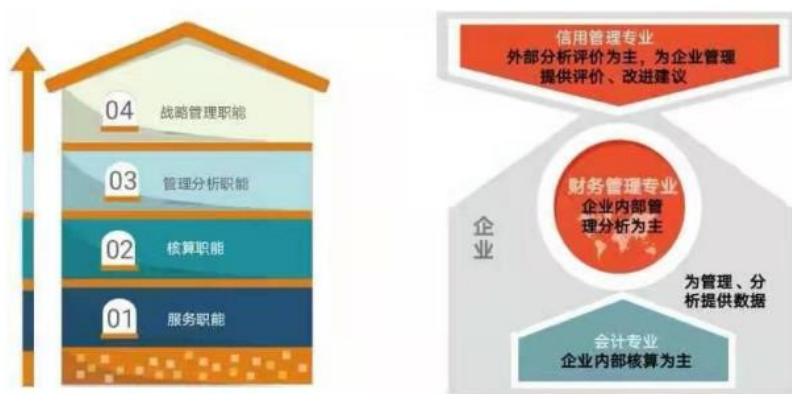 04 战略管理职能
03 管理分析职能
02 核算职能
01 服务职能
信用管理专业
外部分析评价为主，为企业管理
提供评价、改进建议
财务管理专业
企业内部管
理分析为主
企
业
为管理、分
析提供数据
会计专业
企业内部核算为主